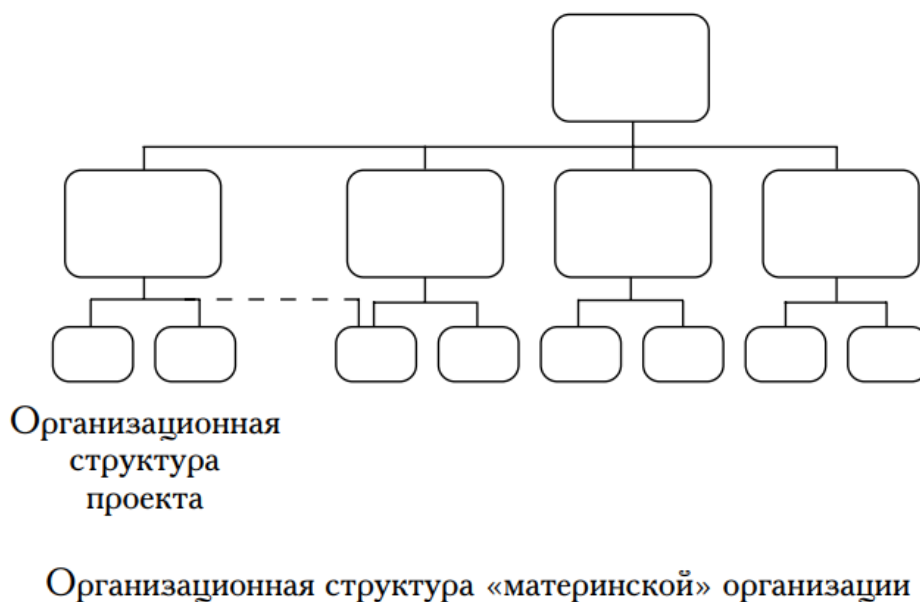 Организационная
структура
проекта
Организационная структура «материнской» организации